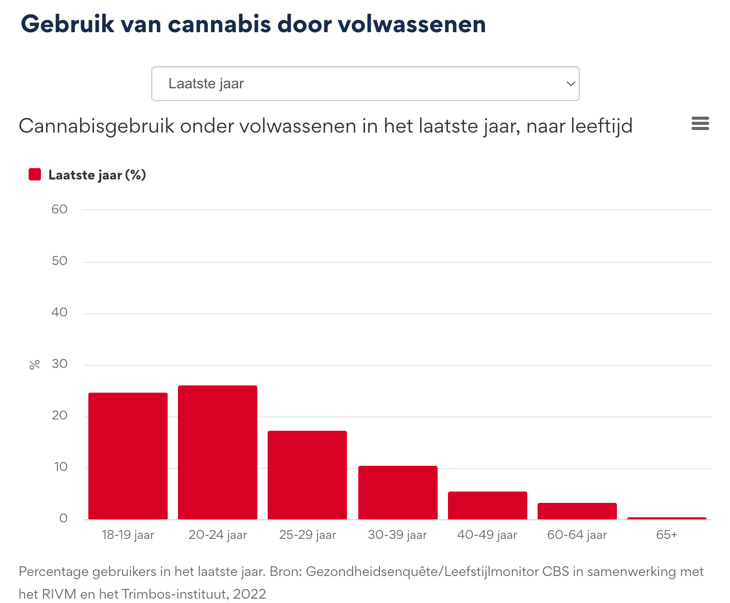 Gebruik van cannabis door volwassenen
Laatste jaar
Cannabisgebruik onder volwassenen in het laatste jaar, naar leeftijd
Laatste jaar (%)
60
50
40
30
20
10
0
%
18-19 jaar
20-24 jaar
25-29 jaar
30-39 jaar
40-49 jaar
60-64 jaar
65+
Percentage gebruikers in het laatste jaar. Bron: Gezondheidsenquête/Leefstijlmonitor CBS in samenwerking met
het RIVM en het Trimbos-instituut, 2022